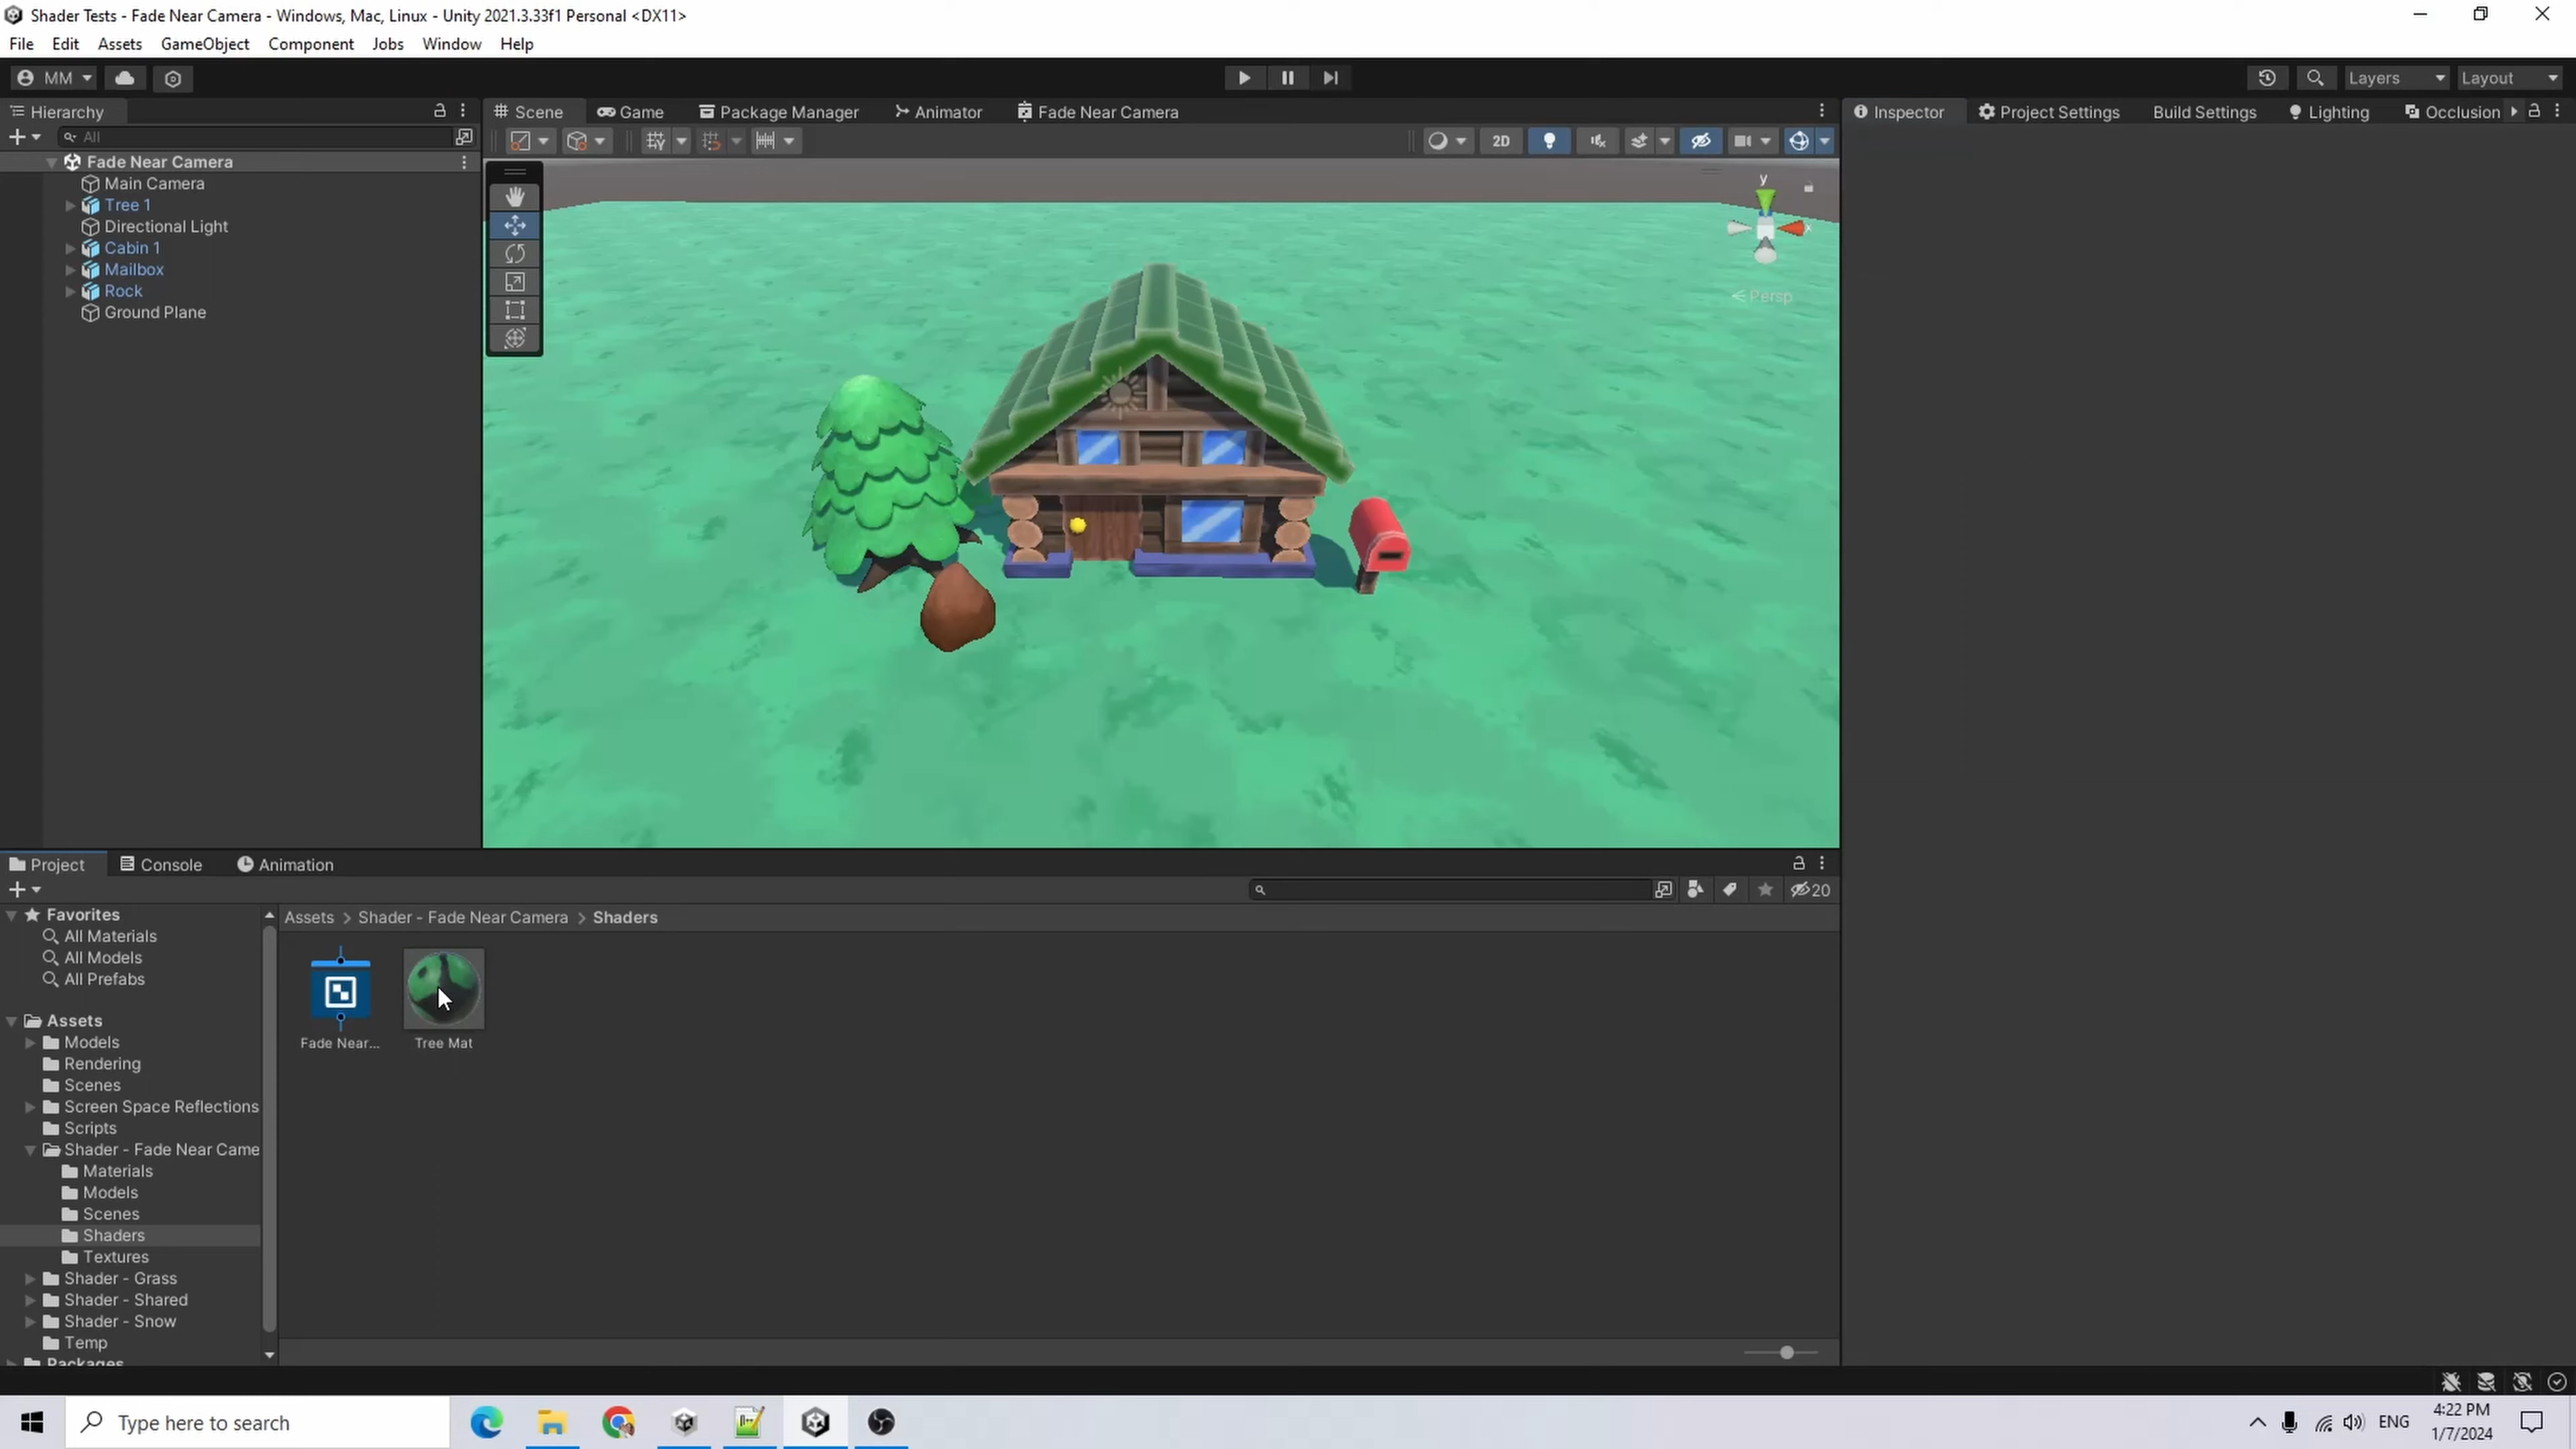 Shader Tests - Fade Near Camera - Windows, Mac, Linux - Unity 2021.3.33f1 Personal <DX11>
File Edit Assets GameObject Component Jobs Window Help
MM Layers Layout
Hierarchy Scene Game Package Manager Animator Fade Near Camera Inspector Project Settings Build Settings Lighting Occlusion
All 2D
Fade Near Camera
Main Camera
Tree 1
Directional Light
Cabin 1
Mailbox
Rock
Ground Plane
y
x
Persp
Project Console Animation
20
Favorites
All Materials
All Models
All Prefabs
Assets
Models
Rendering
Scenes
Screen Space Reflections
Scripts
Shader - Fade Near Came
Materials
Models
Scenes
Shaders
Textures
Shader - Grass
Shader - Shared
Shader - Snow
Temp
Packages
Assets > Shader - Fade Near Camera > Shaders
Fade Near... Tree Mat
Type here to search
ENG
4:22 PM
1/7/2024